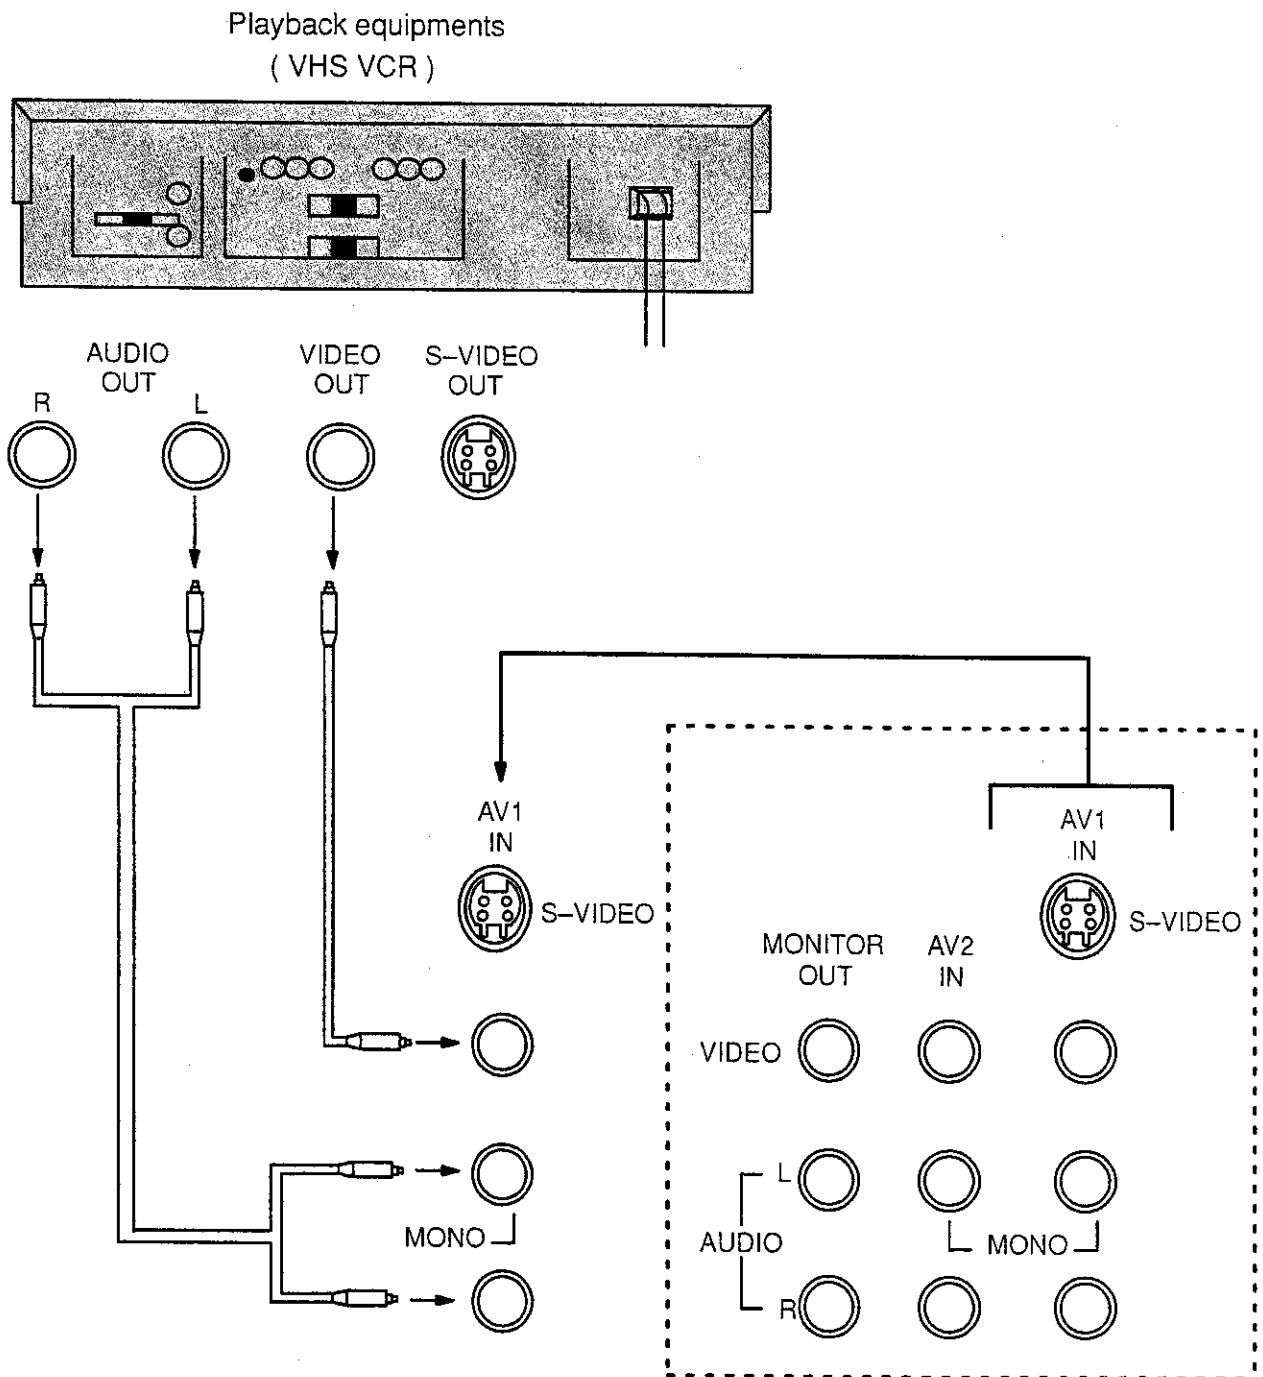 Playback equipments
( VHS VCR )
AUDIO
OUT
R
L
VIDEO
OUT
S–VIDEO
OUT
AV1
IN
S–VIDEO
MONO
AV1
IN
S–VIDEO
MONITOR
OUT
AV2
IN
VIDEO
L
AUDIO
MONO
R